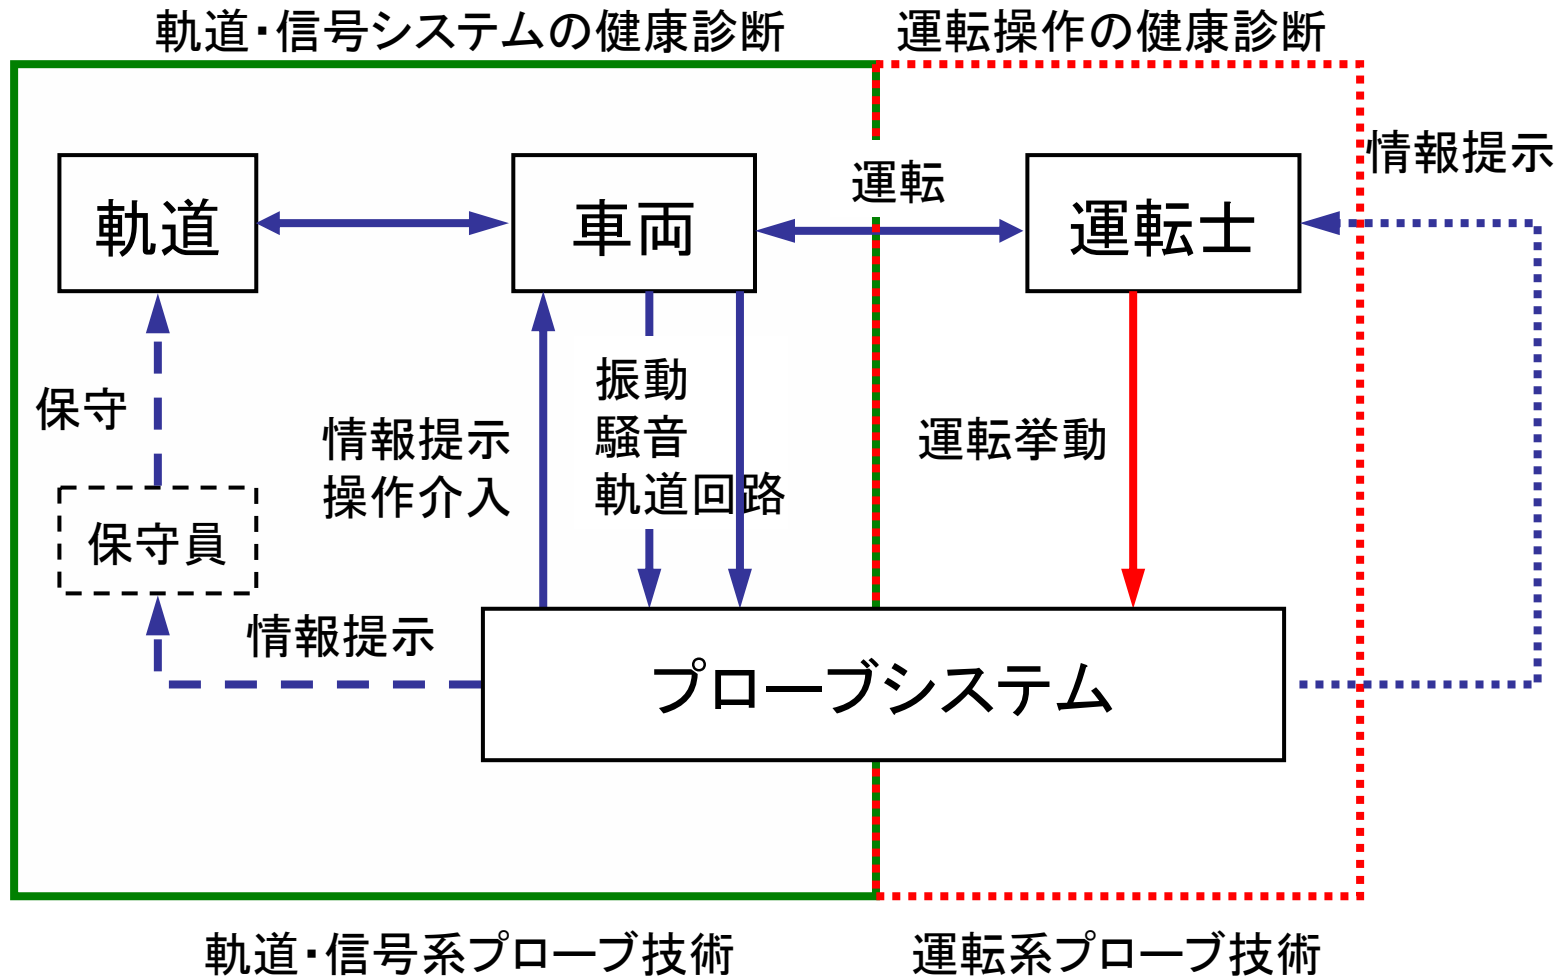 軌道・信号システムの健康診断
運転操作の健康診断
情報提示
運転
軌道
車両
運転士
保守
振動
騒音
軌道回路
情報提示
操作介入
運転挙動
保守員
情報提示
プローブシステム
軌道・信号系プローブ技術
運転系プローブ技術